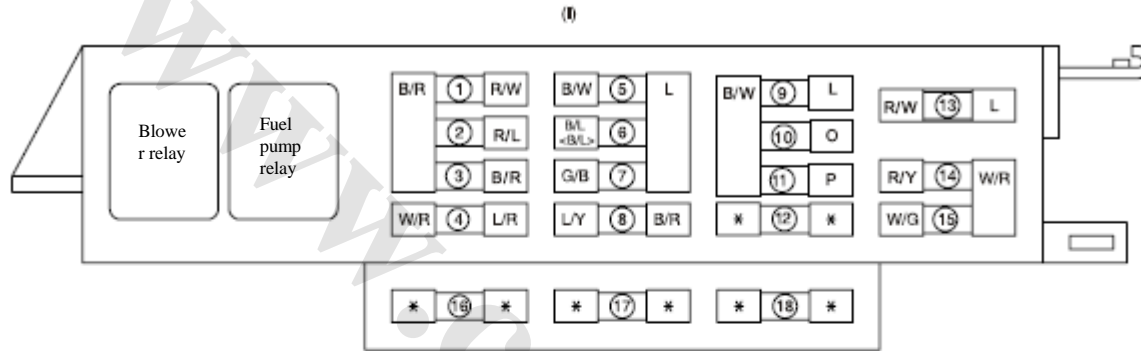 (I)
Blowe
r relay
Fuel
pump
relay
B/R 1 R/W
2 R/L
3 B/R
W/R 4 L/R
B/W 5 L
B/L
<B/L> 6
G/B 7
L/Y 8 B/R
B/W 9 L
10 O
11 P
* 12 *
R/W 13 L
R/Y 14 W/R
W/G 15
* 16 *
* 17 *
* 18 *
www.c